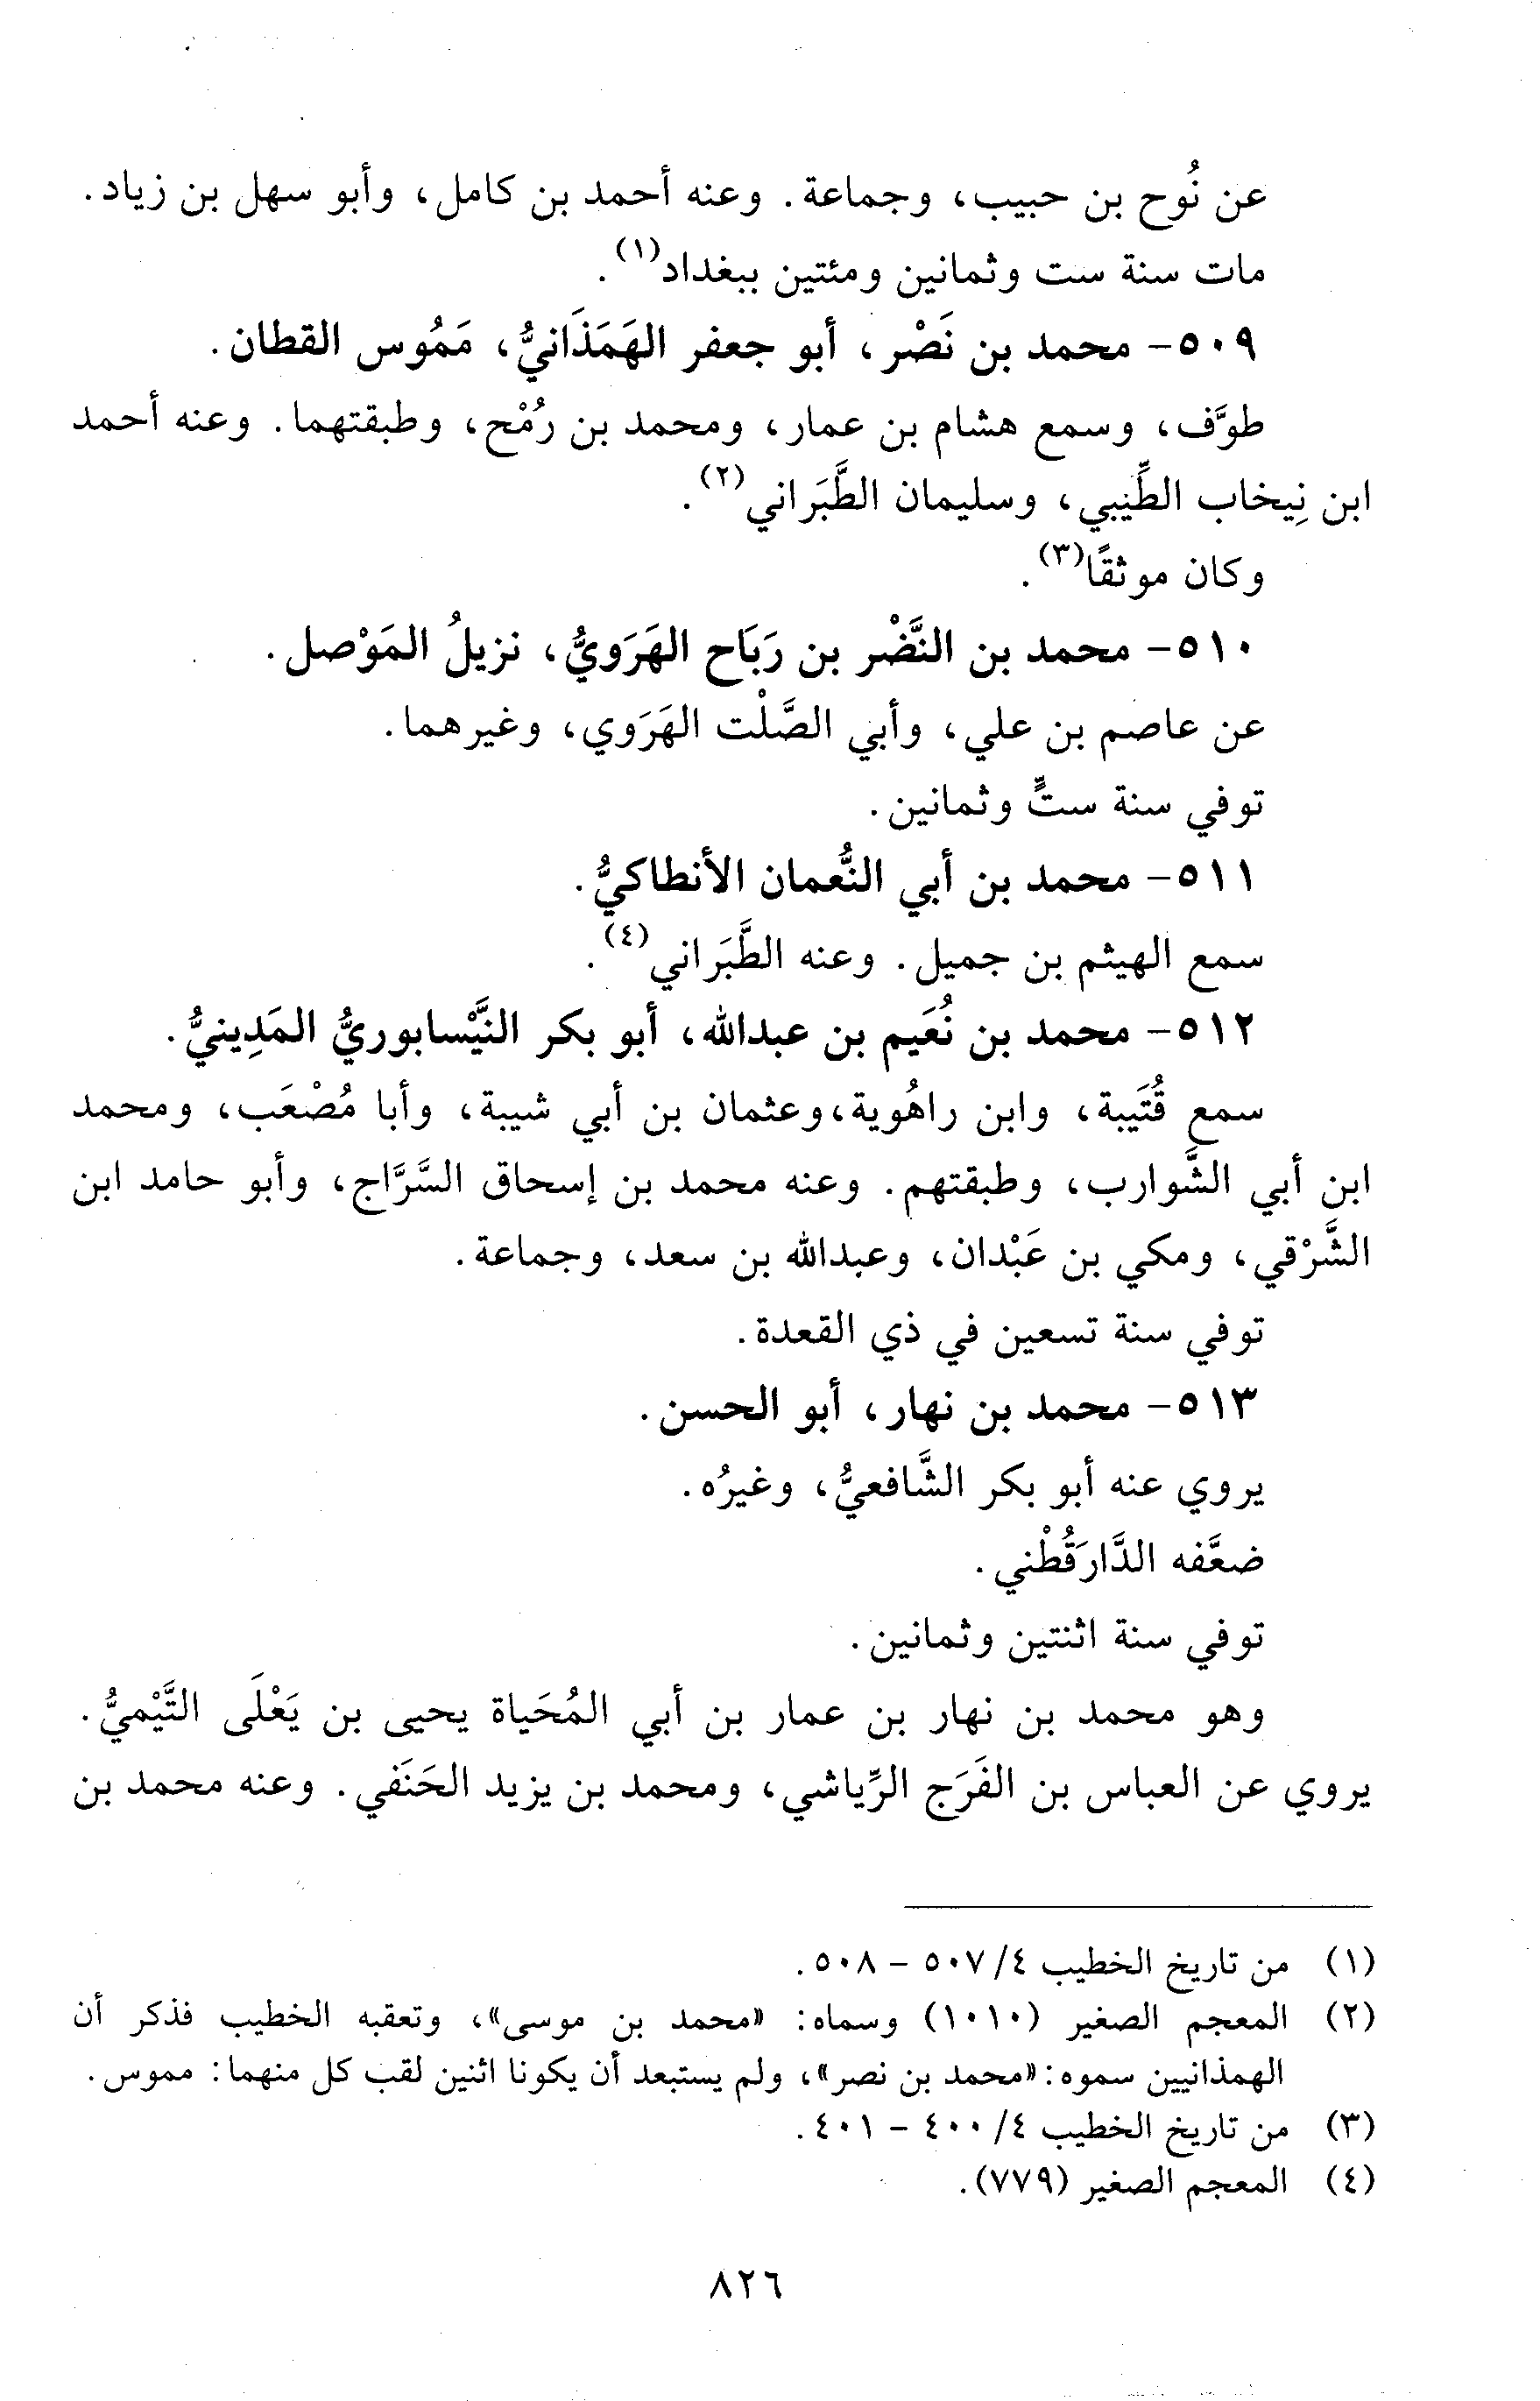 عن نُوح بن حبيب، وجماعة. وعنه أحمد بن كامل، وأبو سهل بن زياد.
مات سنة ست وثمانين ومئتين ببغداد(١).
٥٠٩- محمد بن نَصْر، أبو جعفر الهَمَذَانيُّ، مَمُّوس القطان.
طوَّف، وسمع هشام بن عمار، ومحمد بن رُمْح، وطبقتهما. وعنه أحمد
ابن نِيخاب الطِّيبي، وسليمان الطَّبَراني(٢).
وكان موثقًا(٣).
٥١٠- محمد بن النَّضْر بن رَبَاح الهَرَويُّ، نزيلُ المَوْصل.
عن عاصم بن علي، وأبي الصَّلْت الهَرَوي، وغيرهما.
توفي سنة ستٍّ وثمانين.
٥١١- محمد بن أبي النُّعمان الأنطاكيُّ.
سمع الهيثم بن جميل. وعنه الطَّبَراني(٤).
٥١٢- محمد بن نُعَيم بن عبدالله، أبو بكر النَّيْسابوريُّ المَدِينيُّ.
سمع قُتَيبة، وابن راهُوية،وعثمان بن أبي شيبة، وأبا مُصْعَب، ومحمد
ابن أبي الشَّوارب، وطبقتهم. وعنه محمد بن إسحاق السَّرَّاج، وأبو حامد ابن
الشَّرْقي، ومكي بن عَبْدان، وعبدالله بن سعد، وجماعة.
توفي سنة تسعين في ذي القعدة.
٥١٣- محمد بن نهار، أبو الحسن.
يروي عنه أبو بكر الشَّافعيُّ، وغيرُه.
ضعَّفه الدَّارَقُطْني.
توفي سنة اثنتين وثمانين.
وهو محمد بن نهار بن عمار بن أبي المُحَياة يحيى بن يَعْلَى التَّيْميُّ.
يروي عن العباس بن الفَرَج الرِّياشي، ومحمد بن يزيد الحَنَفي. وعنه محمد بن
(١) من تاريخ الخطيب ٤/ ٥٠٧ - ٥٠٨.
(٢) المعجم الصغير (١٠١٠) وسماه: «محمد بن موسى»، وتعقبه الخطيب فذكر أن
الهمذانيين سموه: «محمد بن نصر»، ولم يستبعد أن يكونا اثنين لقب كل منهما: مموس.
(٣) من تاريخ الخطيب ٤/ ٤٠٠ - ٤٠١.
(٤) المعجم الصغير (٧٧٩).
٨٢٦